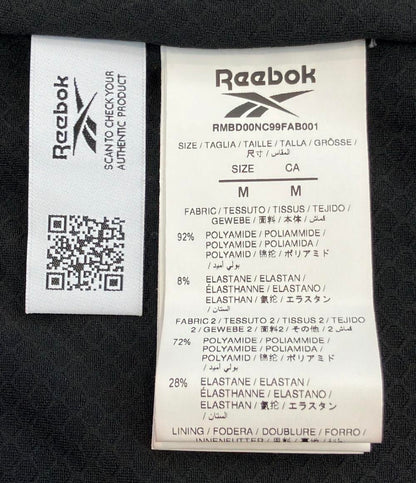 Reebok
SCAN TO CHECK YOUR
AUTHENTIC PRODUCT
Reebok
RMBD00NC99FAB001
SIZE / TAGLIA / TAILLE / TALLA / GRÖSSE /
尺寸 / المقاس /
SIZE CA
M M
FABRIC / TESSUTO / TISSUS / TEJIDO /
GEWEBE / 面料 / 本体 / قماش /
92% POLYAMIDE / POLIAMMIDE /
POLYAMIDE / POLIAMIDA /
POLYAMID / 锦纶 / ポリアミド
/ بولي أميد
8% ELASTANE / ELASTAN /
ELASTHANNE / ELASTANO /
ELASTHAN / 氨纶 / エラスタン
/ الستان
FABRIC 2 / TESSUTO 2 / TISSUS 2 / TEJIDO
2 / GEWEBE 2 / 面料2 / その他 / 2 قماش /
72% POLYAMIDE / POLIAMMIDE /
POLYAMIDE / POLIAMIDA /
POLYAMID / 锦纶 / ポリアミド
/ بولي أميد
28% ELASTANE / ELASTAN /
ELASTHANNE / ELASTANO /
ELASTHAN / 氨纶 / エラスタン
/ الستان
LINING / FODERA / DOUBLURE / FORRO /
INNENFUTTER /